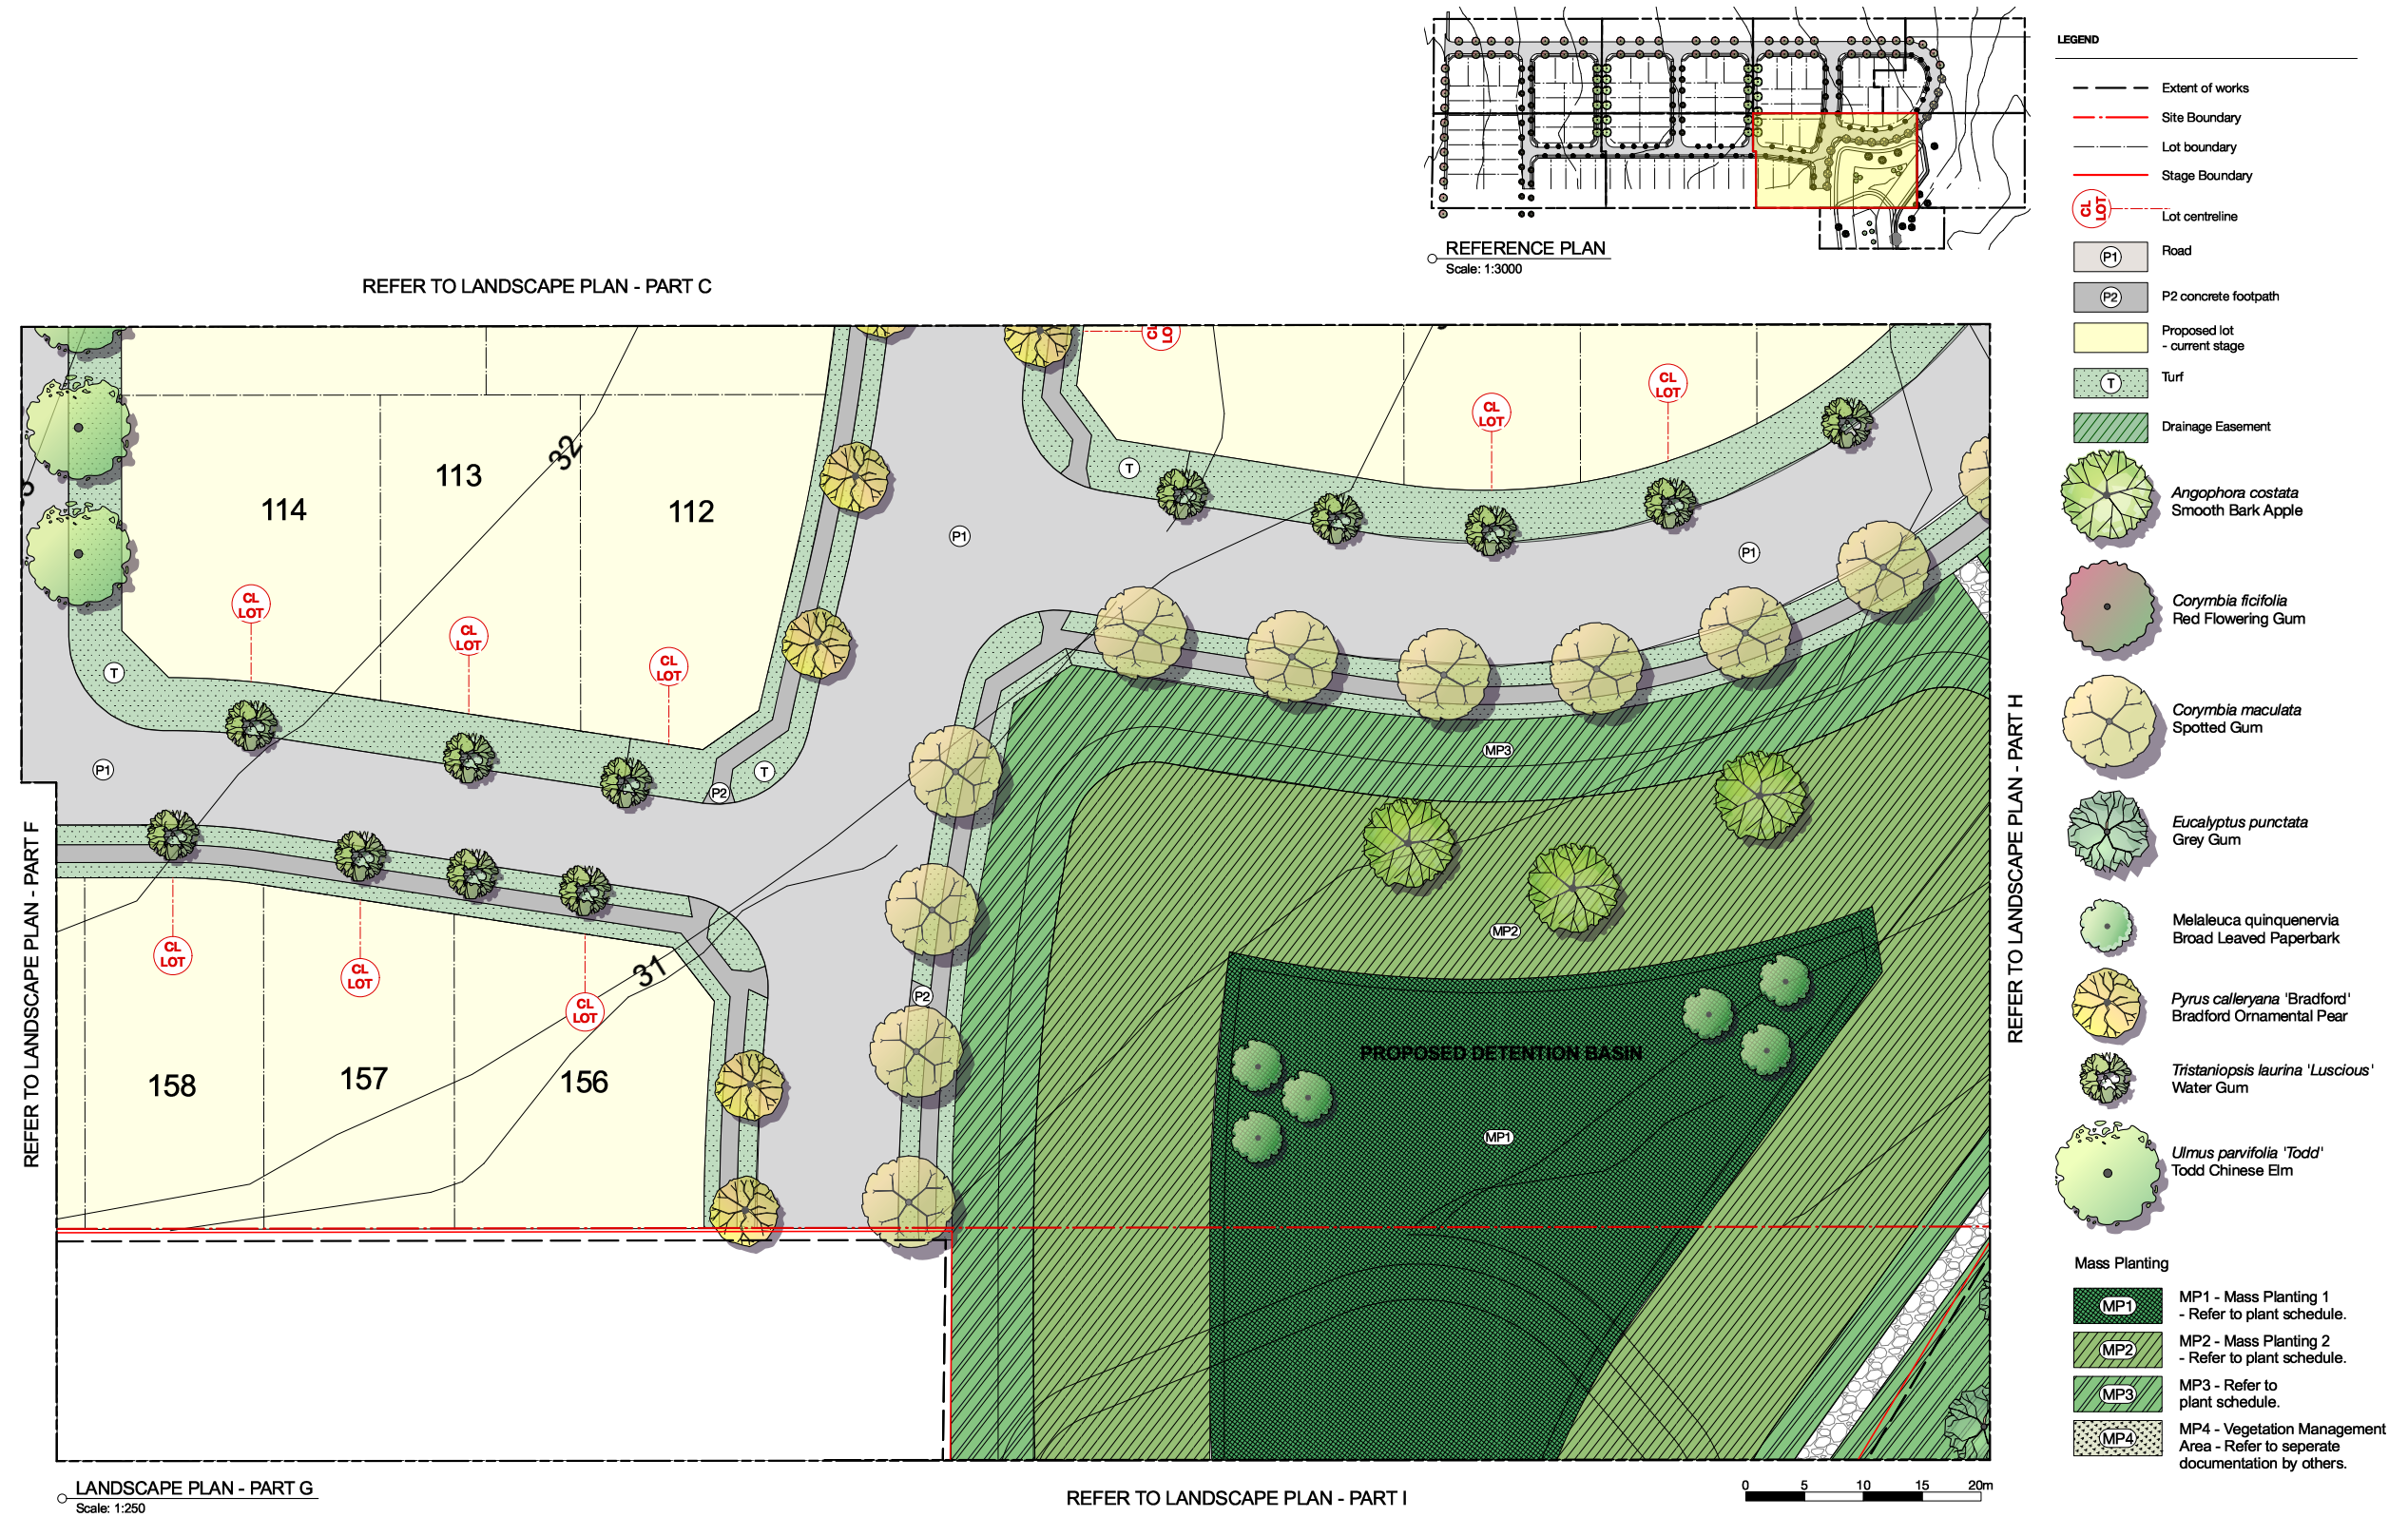 REFERENCE PLAN
Scale: 1:3000
LEGEND
Extent of works
Site Boundary
Lot boundary
Stage Boundary
CL
LOT
Lot centreline
P1
Road
P2
P2 concrete footpath
Proposed lot
- current stage
T
Turf
Drainage Easement
Angophora costata
Smooth Bark Apple
Corymbia ficifolia
Red Flowering Gum
Corymbia maculata
Spotted Gum
Eucalyptus punctata
Grey Gum
Melaleuca quinquenervia
Broad Leaved Paperbark
Pyrus calleryana 'Bradford'
Bradford Ornamental Pear
Tristaniopsis laurina 'Luscious'
Water Gum
Ulmus parvifolia 'Todd'
Todd Chinese Elm
Mass Planting
MP1
MP1 - Mass Planting 1
- Refer to plant schedule.
MP2
MP2 - Mass Planting 2
- Refer to plant schedule.
MP3
MP3 - Refer to
plant schedule.
MP4
MP4 - Vegetation Management
Area - Refer to seperate
documentation by others.
REFER TO LANDSCAPE PLAN - PART C
CL
LO
CL
LOT
CL
LOT
32
113
114
112
T
P1
P1
CL
LOT
CL
LOT
CL
LOT
T
P1
T
P2
MP3
REFER TO LANDSCAPE PLAN - PART F
REFER TO LANDSCAPE PLAN - PART H
CL
LOT
CL
LOT
CL
LOT
31
MP2
P2
158
157
156
PROPOSED DETENTION BASIN
MP1
LANDSCAPE PLAN - PART G
Scale: 1:250
REFER TO LANDSCAPE PLAN - PART I
0 5 10 15 20m